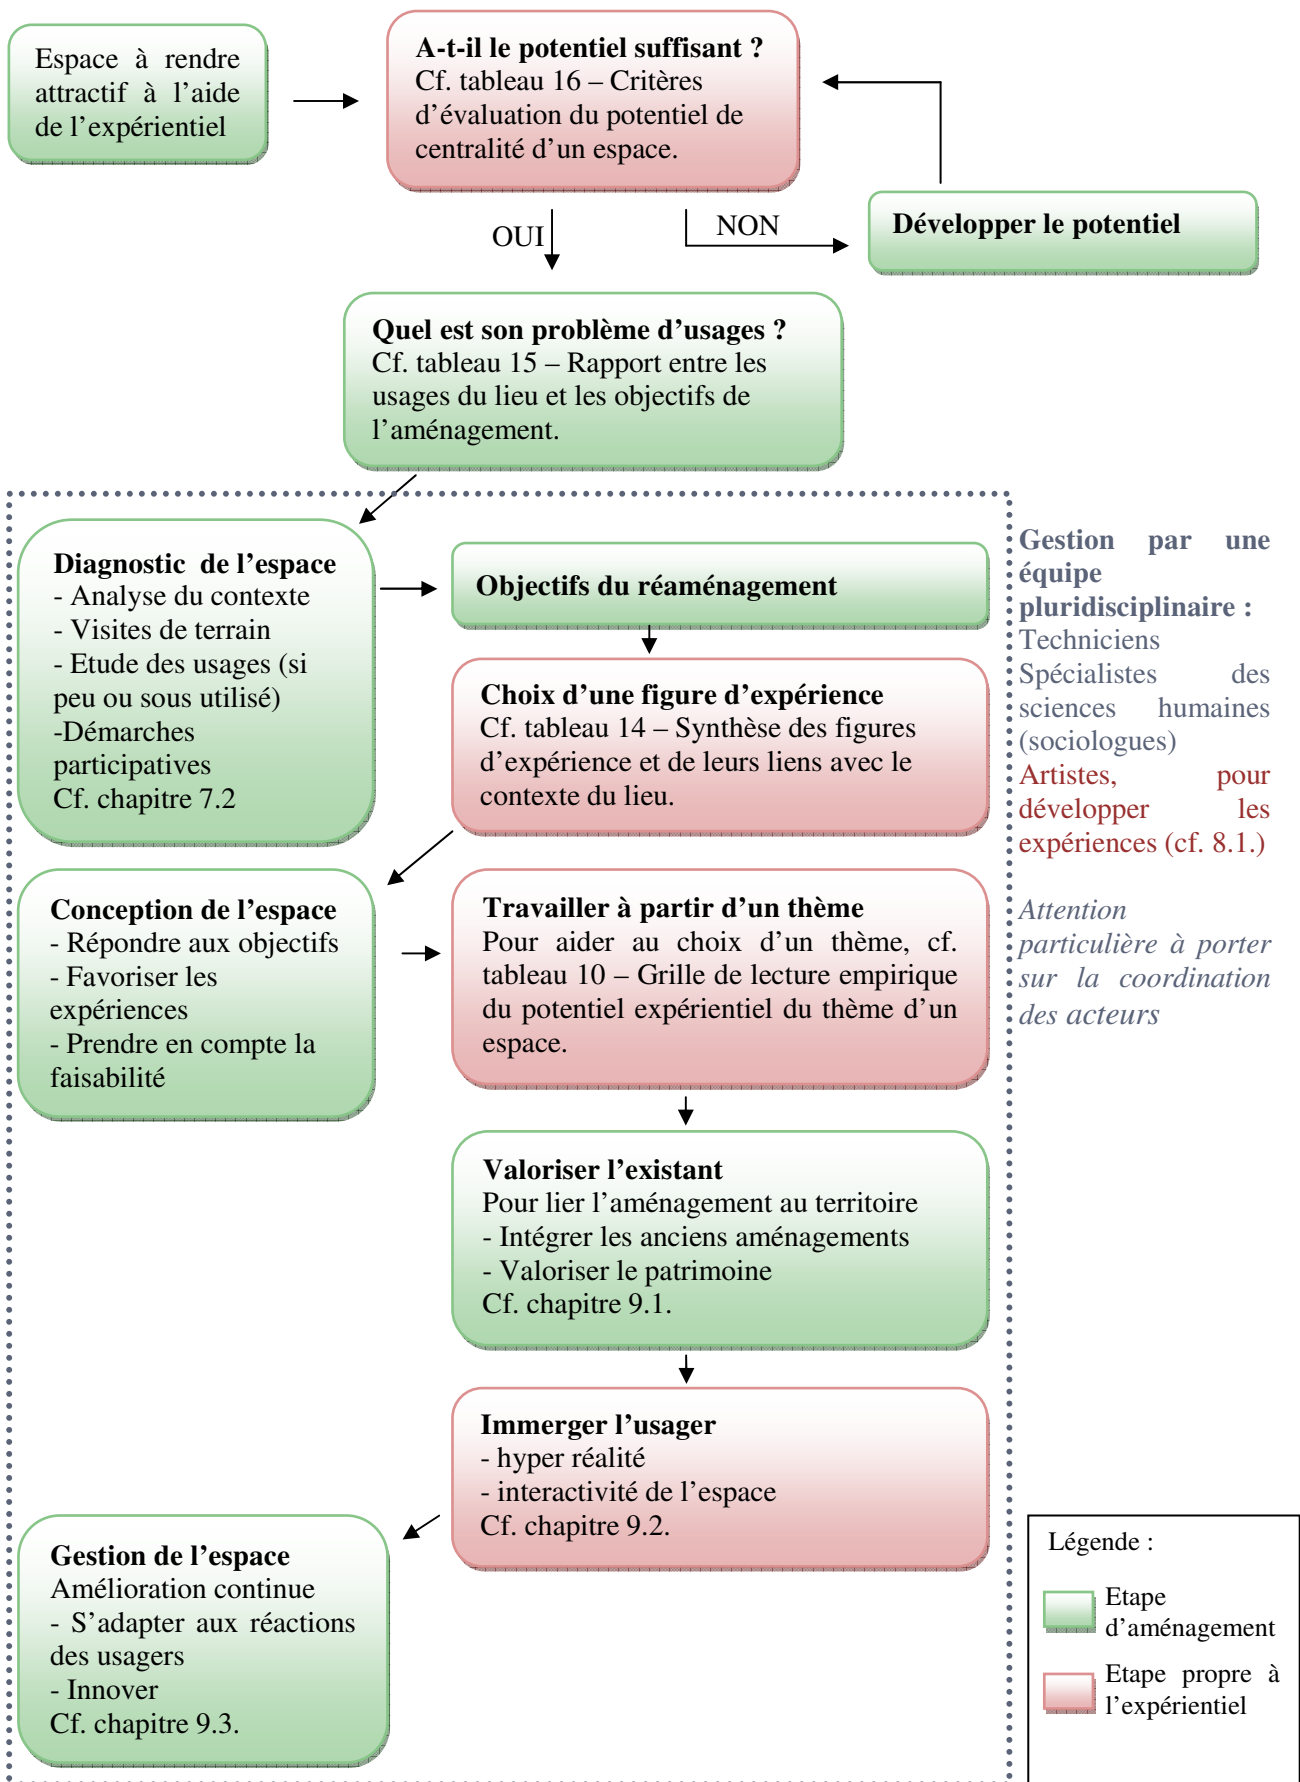 Espace à rendre
attractif à l’aide
de l’expérientiel
A-t-il le potentiel suffisant ?
Cf. tableau 16 – Critères
d’évaluation du potentiel de
centralité d’un espace.
OUI
NON
Développer le potentiel
Quel est son problème d’usages ?
Cf. tableau 15 – Rapport entre les
usages du lieu et les objectifs de
l’aménagement.
Diagnostic de l’espace
- Analyse du contexte
- Visites de terrain
- Etude des usages (si
peu ou sous utilisé)
-Démarches
participatives
Cf. chapitre 7.2
Objectifs du réaménagement
Choix d’une figure d’expérience
Cf. tableau 14 – Synthèse des figures
d’expérience et de leurs liens avec le
contexte du lieu.
Gestion par une
équipe
pluridisciplinaire :
Techniciens
Spécialistes des
sciences humaines
(sociologues)
Artistes, pour
développer les
expériences (cf. 8.1.)
Attention
particulière à porter
sur la coordination
des acteurs
Conception de l’espace
- Répondre aux objectifs
- Favoriser les
expériences
- Prendre en compte la
faisabilité
Travailler à partir d’un thème
Pour aider au choix d’un thème, cf.
tableau 10 – Grille de lecture empirique
du potentiel expérientiel du thème d’un
espace.
Valoriser l’existant
Pour lier l’aménagement au territoire
- Intégrer les anciens aménagements
- Valoriser le patrimoine
Cf. chapitre 9.1.
Immerger l’usager
- hyper réalité
- interactivité de l’espace
Cf. chapitre 9.2.
Gestion de l’espace
Amélioration continue
- S’adapter aux réactions
des usagers
- Innover
Cf. chapitre 9.3.
Légende :
Etape
d’aménagement
Etape propre à
l’expérientiel